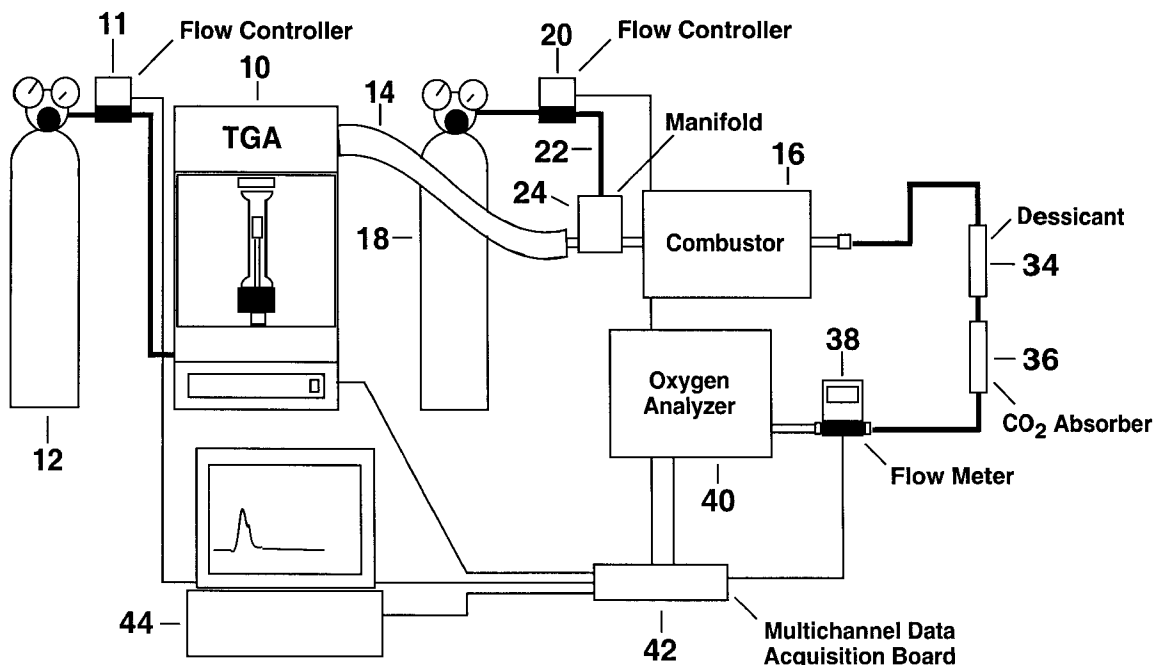 11
Flow Controller
20
Flow Controller
10
14
TGA
Manifold
22
16
24
Dessicant
18
Combustor
34
38
36
Oxygen
Analyzer
CO2 Absorber
12
Flow Meter
40
44
42
Multichannel Data
Acquisition Board